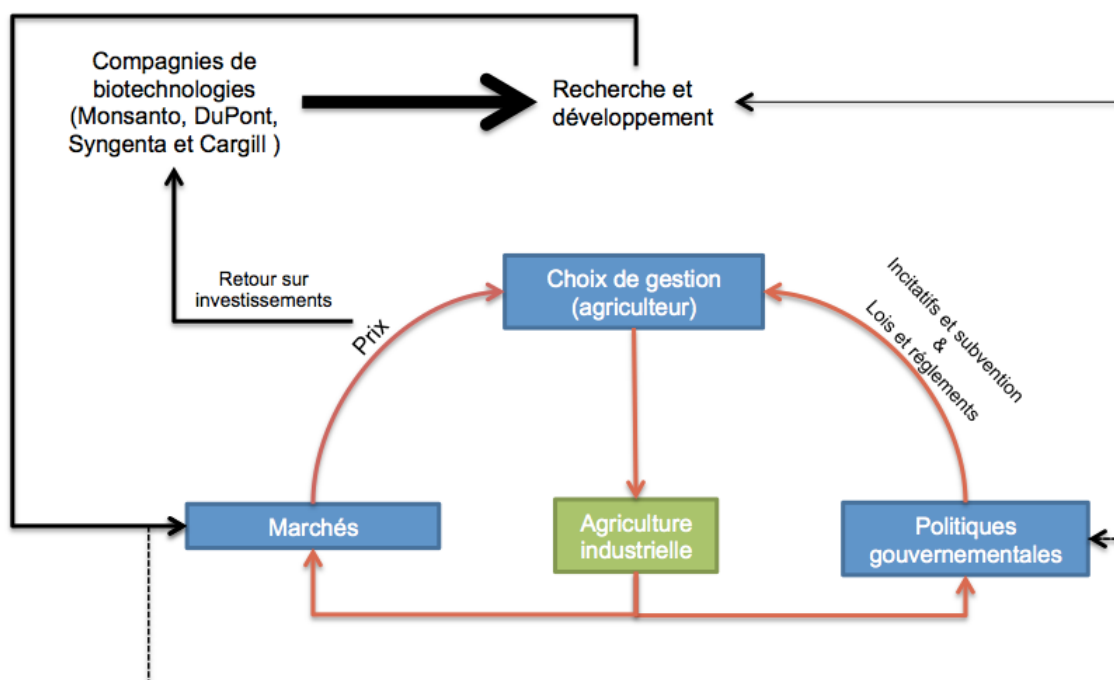 Compagnies de
biotechnologies
(Monsanto, DuPont,
Syngenta et Cargill )
Recherche et
développement
Retour sur
investissements
Prix
Choix de gestion
(agriculteur)
Incitatifs et subvention
&
Lois et réglements
Marchés
Agriculture
industrielle
Politiques
gouvernementales